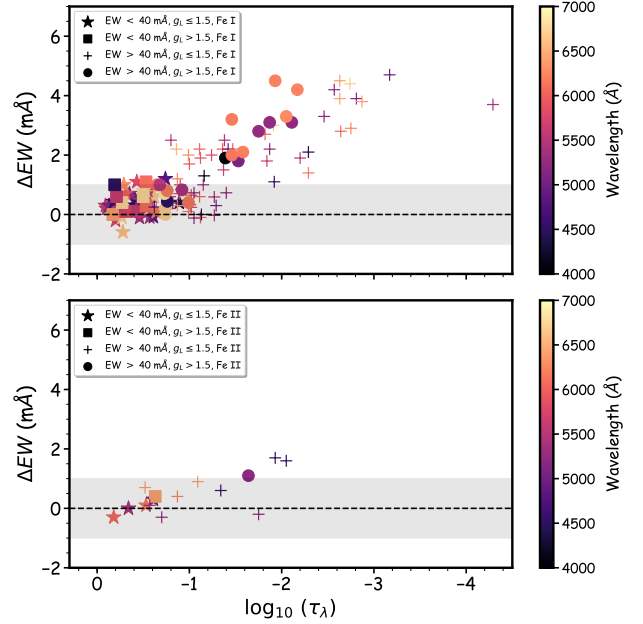 EW < 40 mÅ, g_L ≤ 1.5, Fe I
EW < 40 mÅ, g_L > 1.5, Fe I
EW > 40 mÅ, g_L ≤ 1.5, Fe I
EW > 40 mÅ, g_L > 1.5, Fe I
6
4
2
0
−2
ΔEW (mÅ)
7000
6500
6000
5500
5000
4500
4000
Wavelength (Å)
EW < 40 mÅ, g_L ≤ 1.5, Fe II
EW < 40 mÅ, g_L > 1.5, Fe II
EW > 40 mÅ, g_L ≤ 1.5, Fe II
EW > 40 mÅ, g_L > 1.5, Fe II
6
4
2
0
−2
ΔEW (mÅ)
0 −1 −2 −3 −4
log₁₀ (τ_λ)
7000
6500
6000
5500
5000
4500
4000
Wavelength (Å)